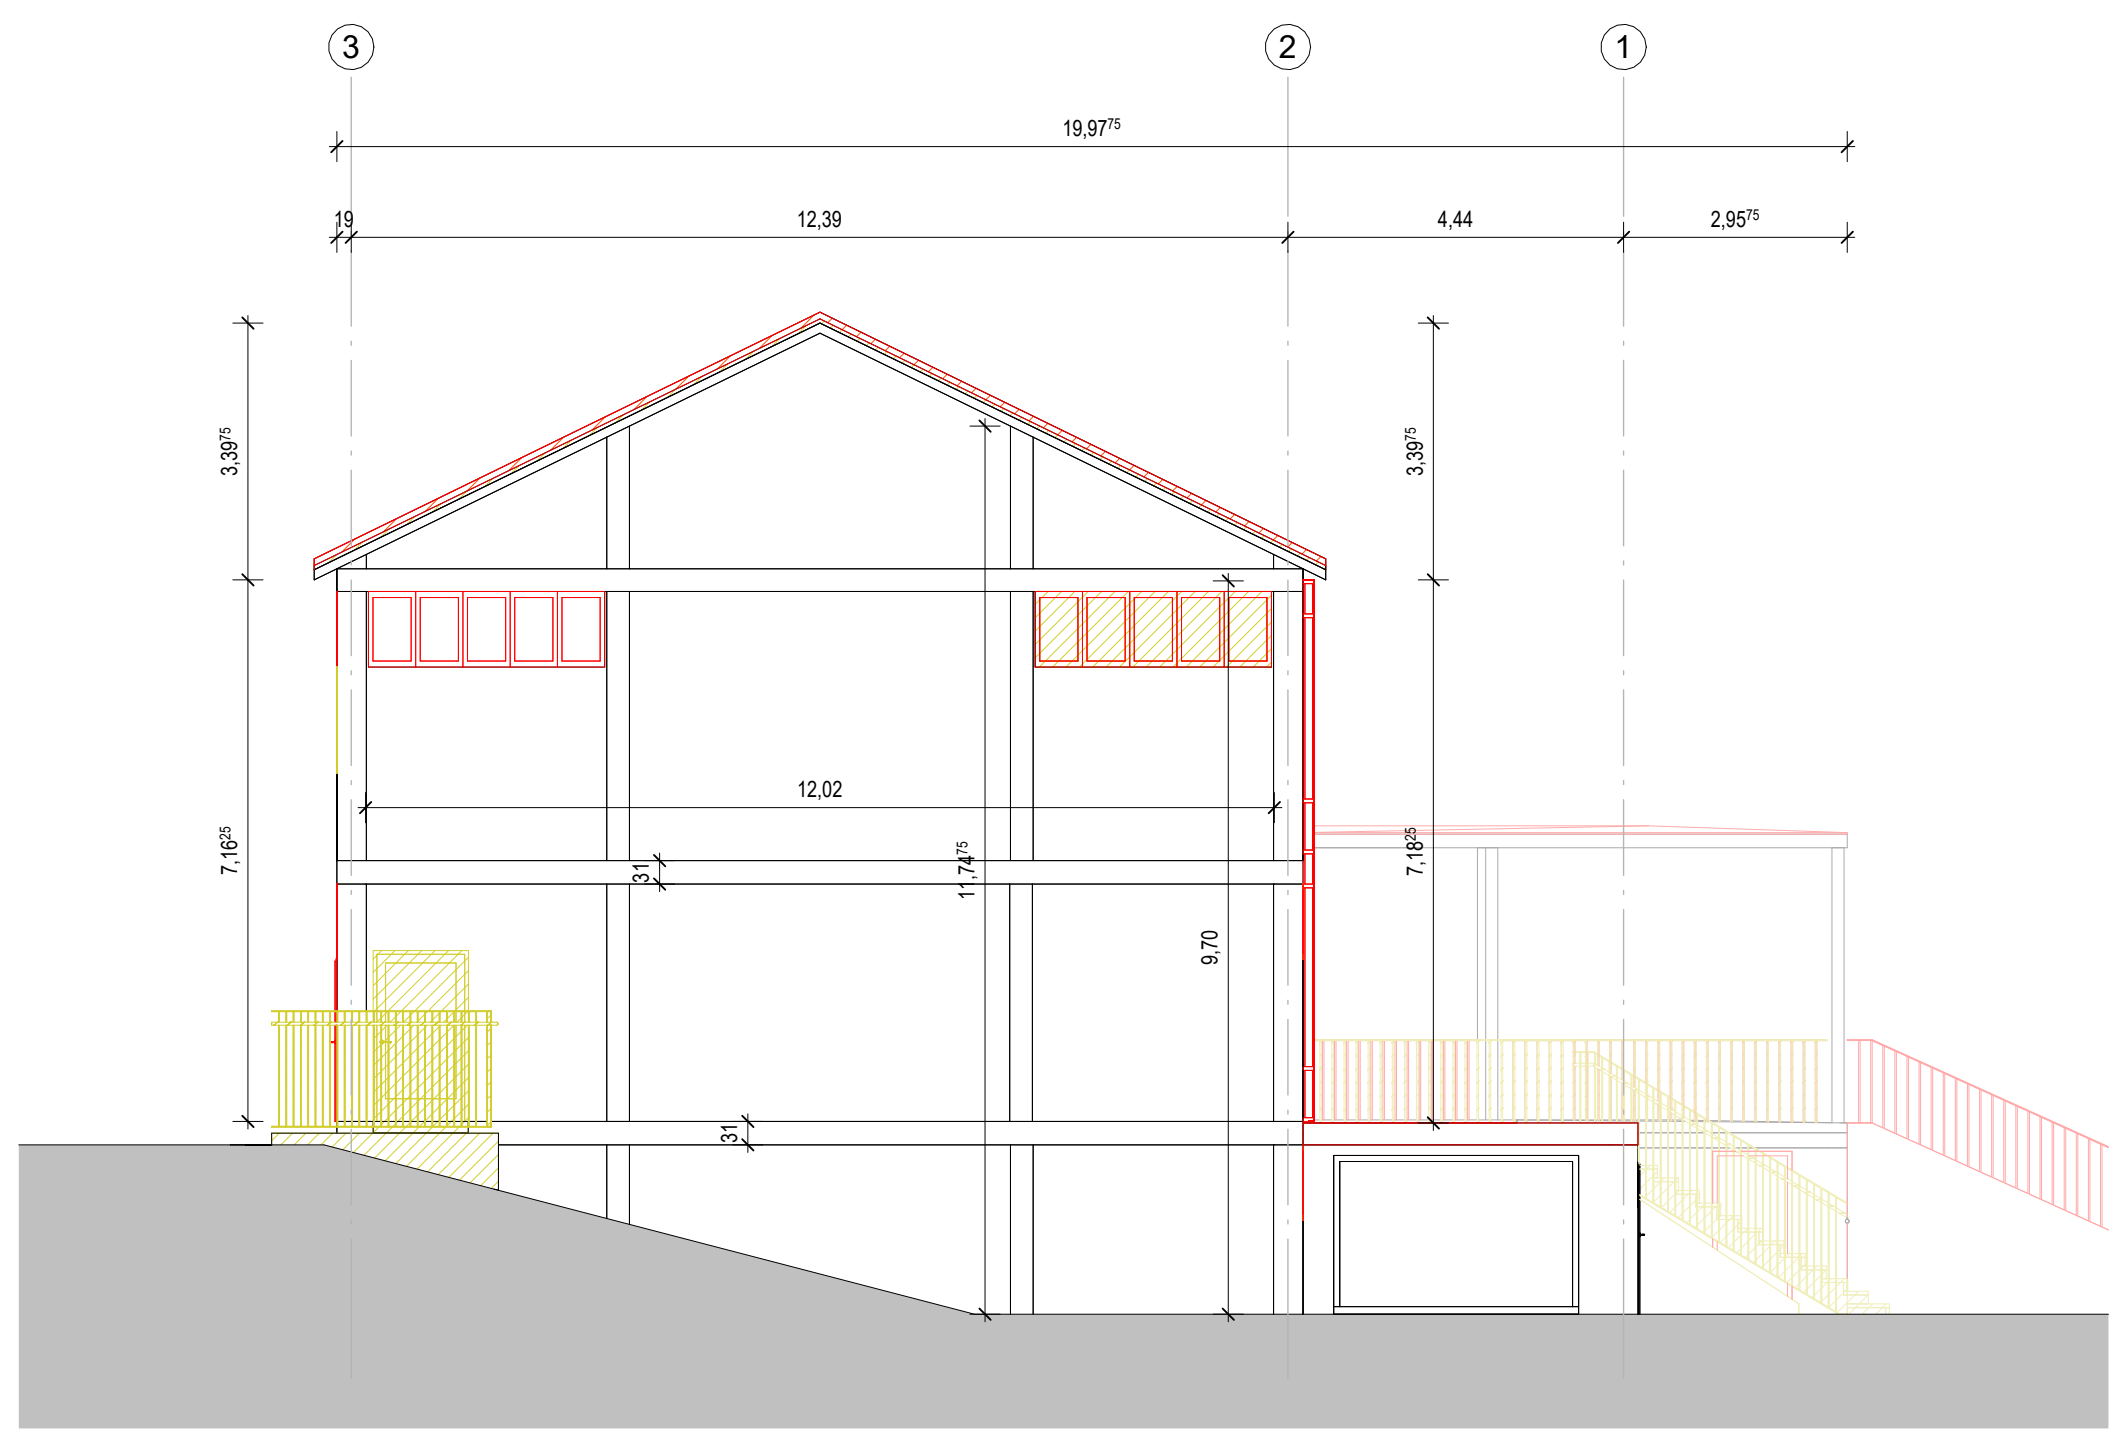 3 2 1
19,97⁷⁵
19 12,39 4,44 2,95⁷⁵
3,39⁷⁵ 3,39⁷⁵
12,02
7,16²⁵ 31 11,74⁷⁵ 7,18²⁵
9,70
31